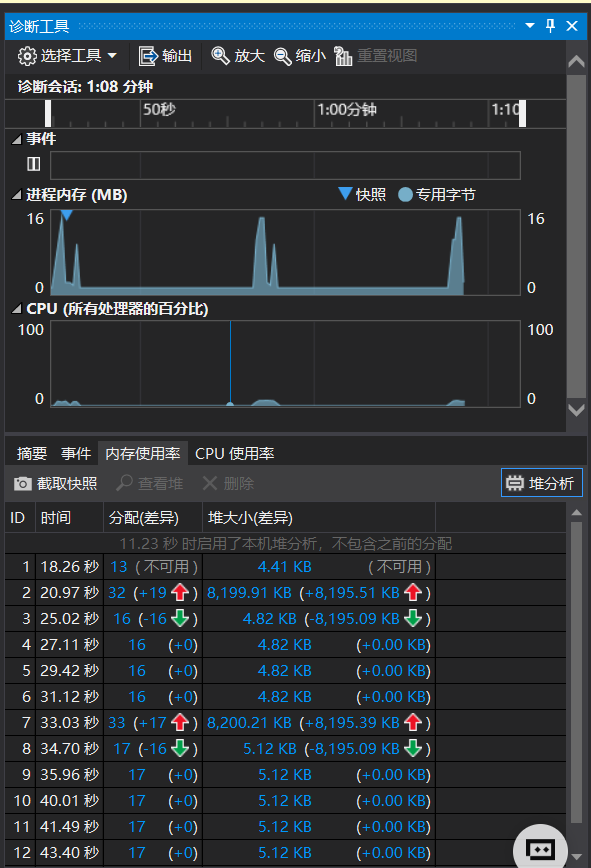 诊断工具
选择工具 输出 放大 缩小 重置视图
诊断会话: 1:08 分钟
50秒 1:00分钟 1:10
事件
进程内存 (MB) 快照 专用字节
16 16
0 0
CPU (所有处理器的百分比)
100 100
0 0
摘要 事件 内存使用率 CPU 使用率
截取快照 查看堆 删除 堆分析
ID 时间 分配(差异) 堆大小(差异)
11.23 秒 时启用了本机堆分析，不包含之前的分配
1 18.26 秒 13 (不可用) 4.41 KB (不可用)
2 20.97 秒 32 (+19) 8,199.91 KB (+8,195.51 KB)
3 25.02 秒 16 (-16) 4.82 KB (-8,195.09 KB)
4 27.11 秒 16 (+0) 4.82 KB (+0.00 KB)
5 29.42 秒 16 (+0) 4.82 KB (+0.00 KB)
6 31.12 秒 16 (+0) 4.82 KB (+0.00 KB)
7 33.03 秒 33 (+17) 8,200.21 KB (+8,195.39 KB)
8 34.70 秒 17 (-16) 5.12 KB (-8,195.09 KB)
9 35.96 秒 17 (+0) 5.12 KB (+0.00 KB)
10 40.01 秒 17 (+0) 5.12 KB (+0.00 KB)
11 41.49 秒 17 (+0) 5.12 KB (+0.00 KB)
12 43.40 秒 17 (+0) 5.12 KB (+0.00 KB)